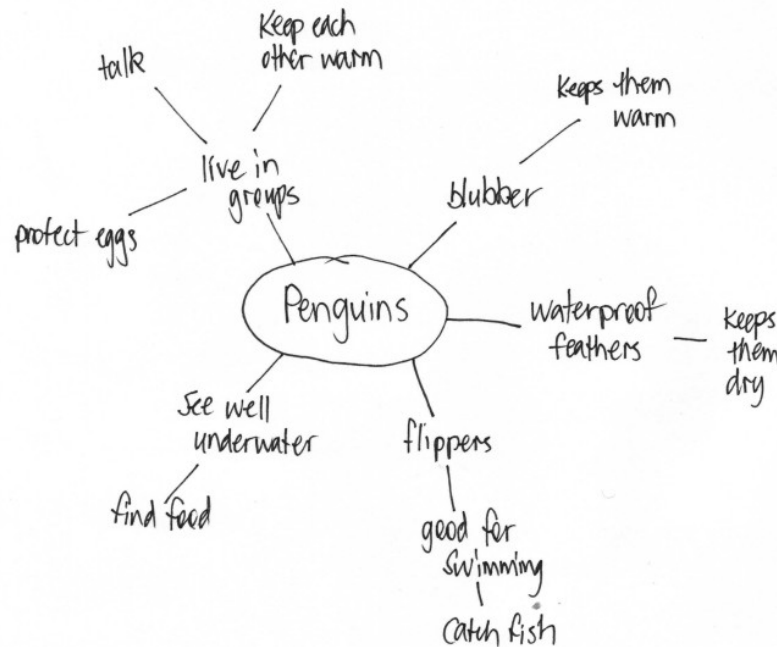 Keep each
other warm
talk
live in
groups
protect eggs
Keeps them
warm
blubber
Penguins
waterproof
feathers
Keeps
them
dry
See well
underwater
find food
flippers
good for
swimming
catch fish